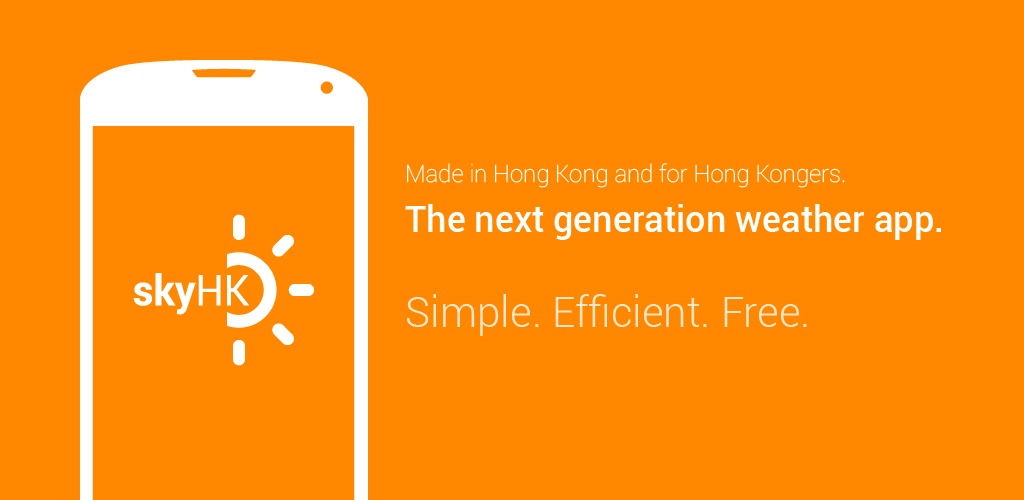 Made in Hong Kong and for Hong Kongers.
The next generation weather app.
skyHK
Simple. Efficient. Free.